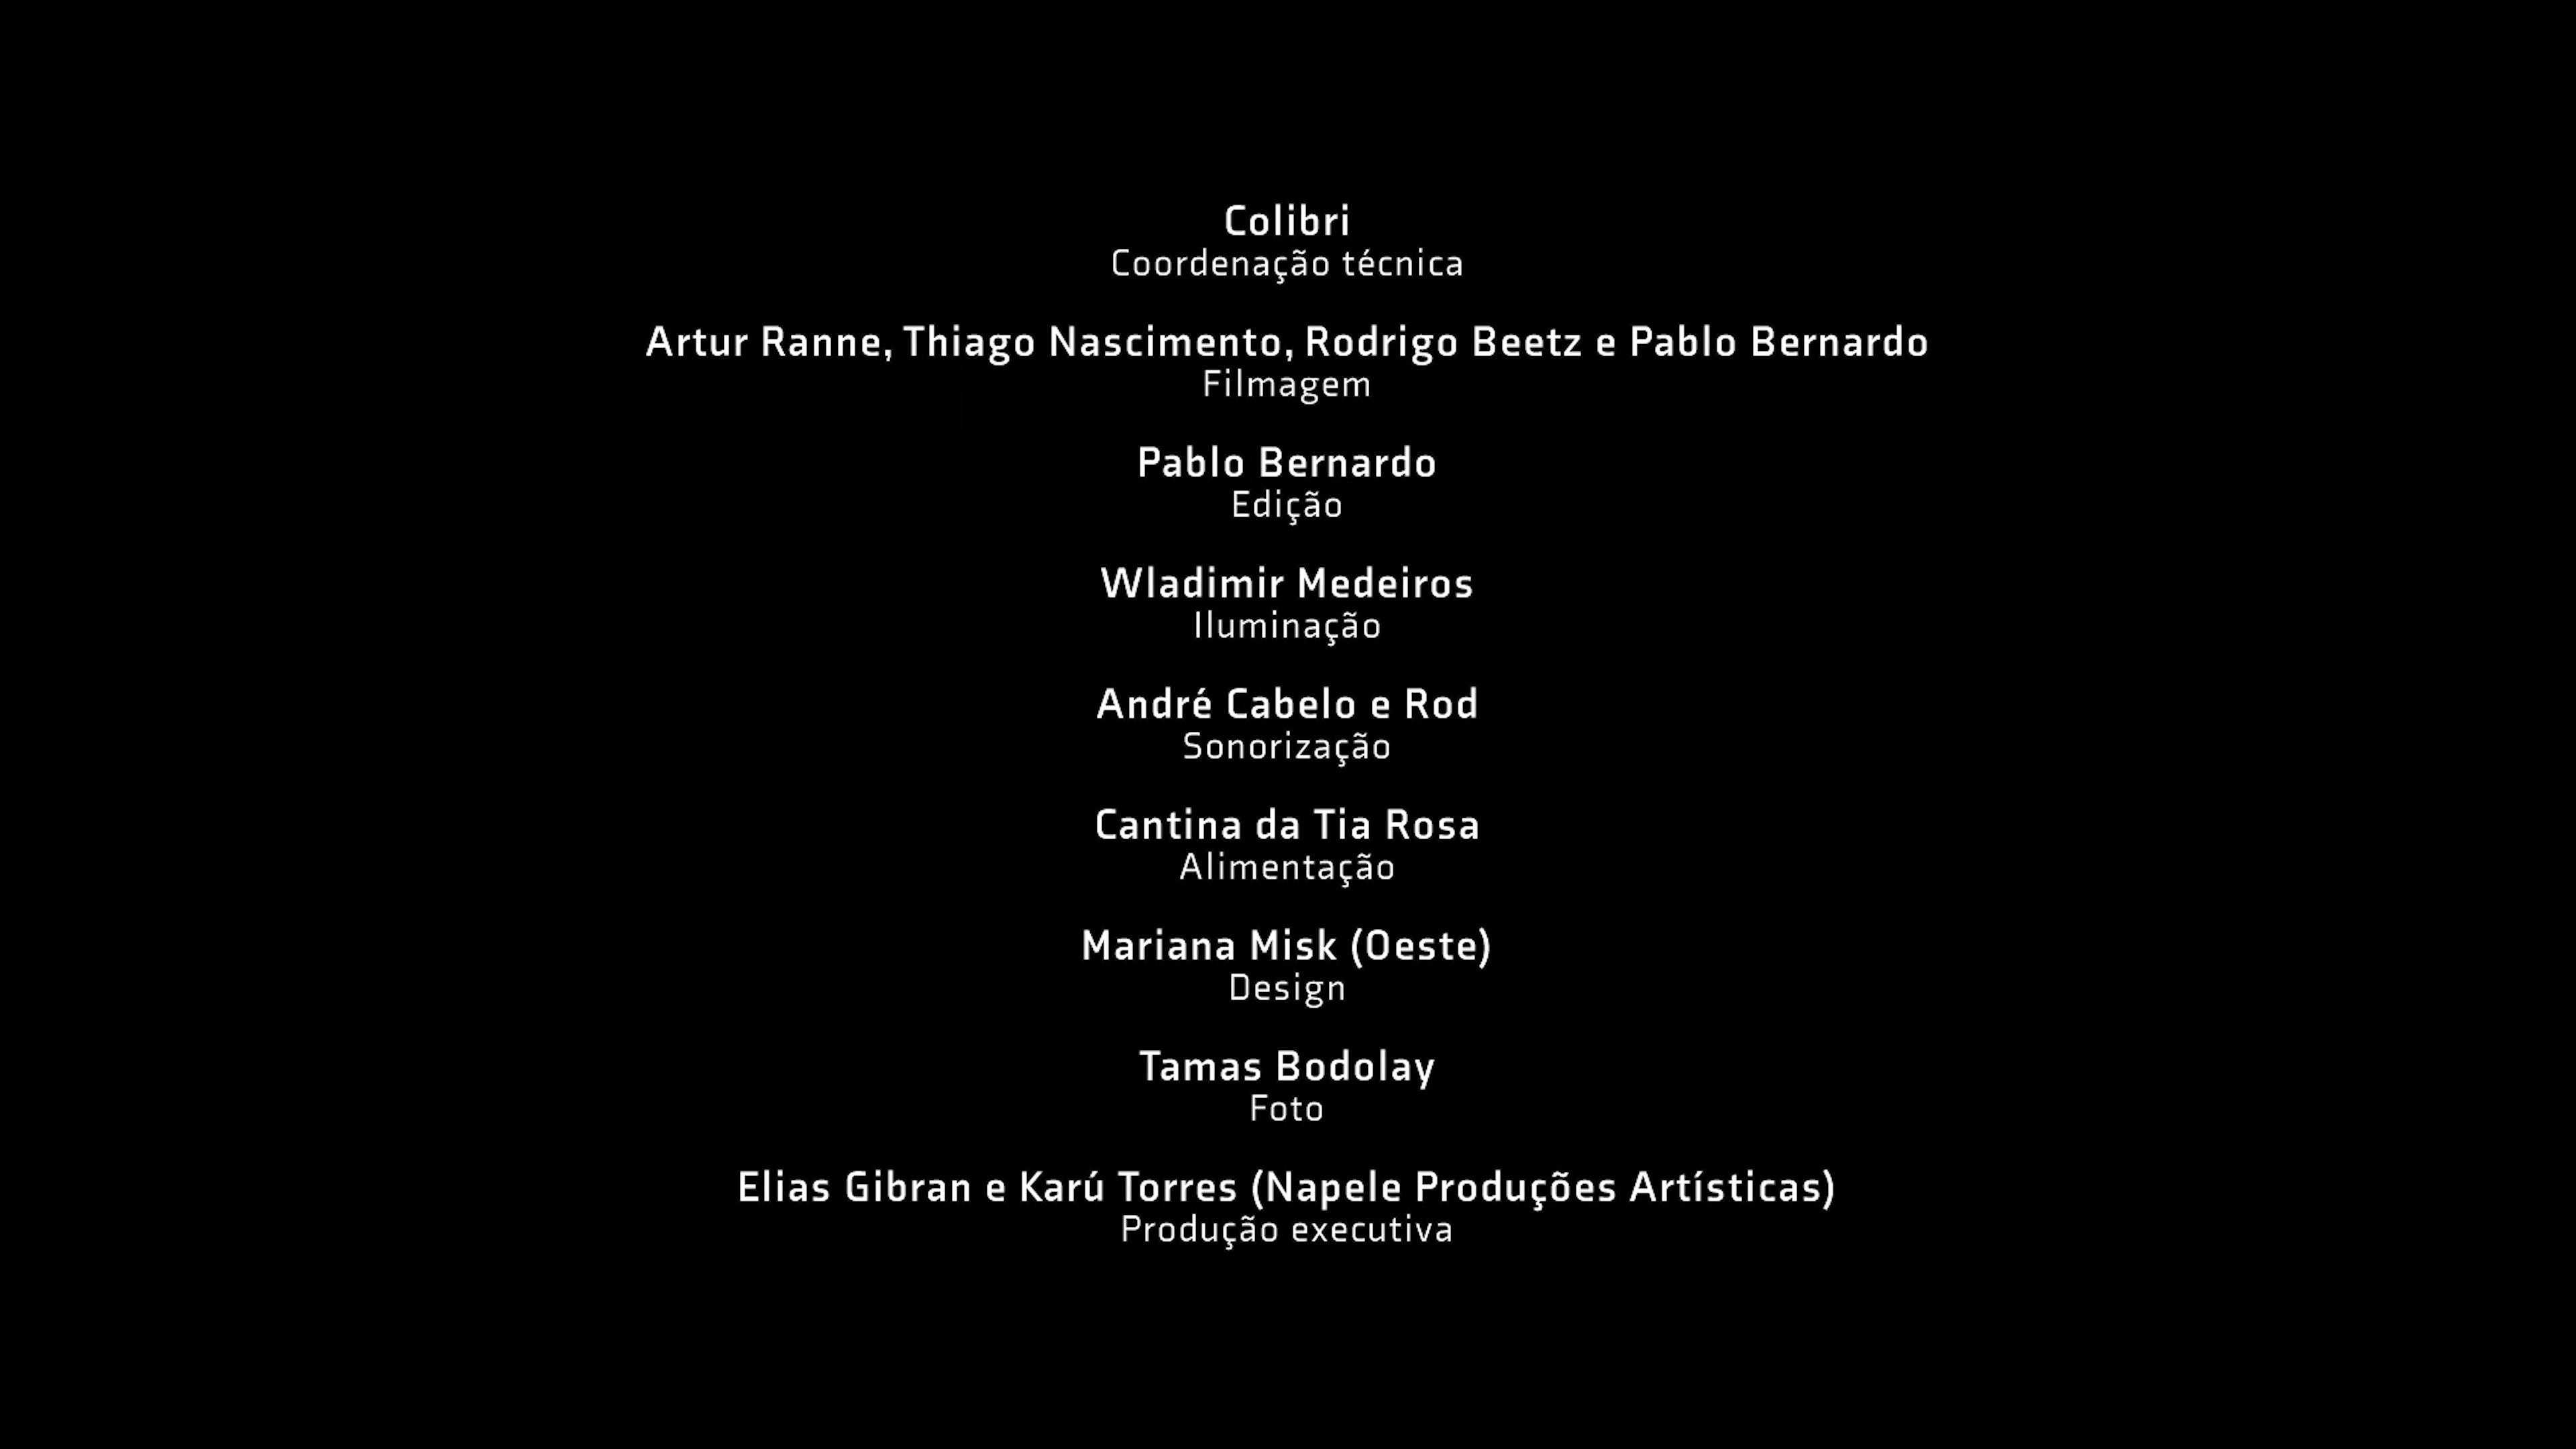 Colibri
Coordenação técnica
Artur Ranne, Thiago Nascimento, Rodrigo Beetz e Pablo Bernardo
Filmagem
Pablo Bernardo
Edição
Wladimir Medeiros
Iluminação
André Cabelo e Rod
Sonorização
Cantina da Tia Rosa
Alimentação
Mariana Misk (Oeste)
Design
Tamas Bodolay
Foto
Elias Gibran e Karú Torres (Napele Produções Artísticas)
Produção executiva